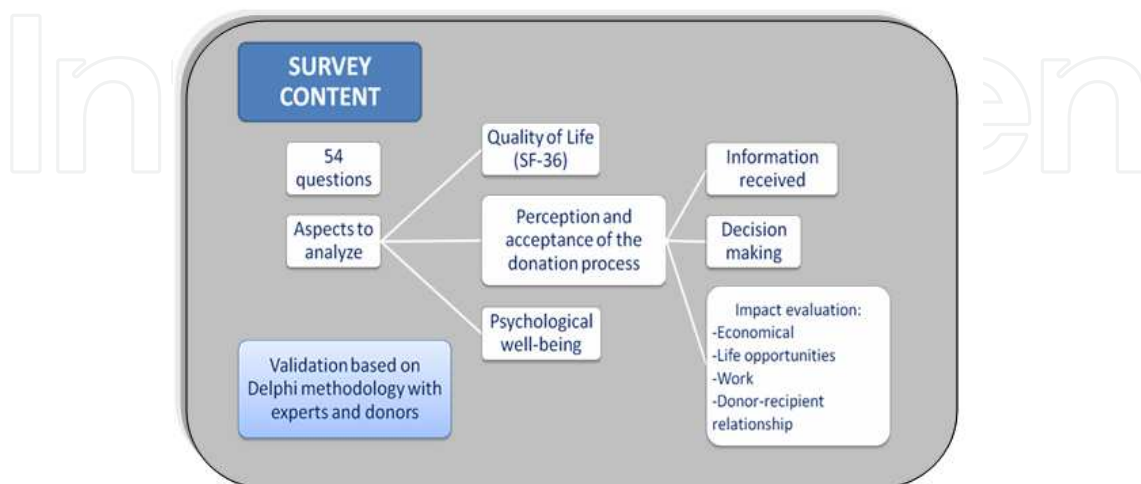 SURVEY
CONTENT
54
questions
Aspects to
analyze
Quality of Life
(SF-36)
Perception and
acceptance of the
donation process
Psychological
well-being
Information
received
Decision
making
Impact evaluation:
-Economical
-Life opportunities
-Work
-Donor-recipient
relationship
Validation based on
Delphi methodology with
experts and donors